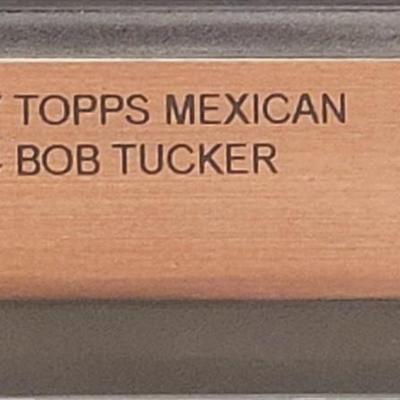 TOPPS MEXICAN
BOB TUCKER